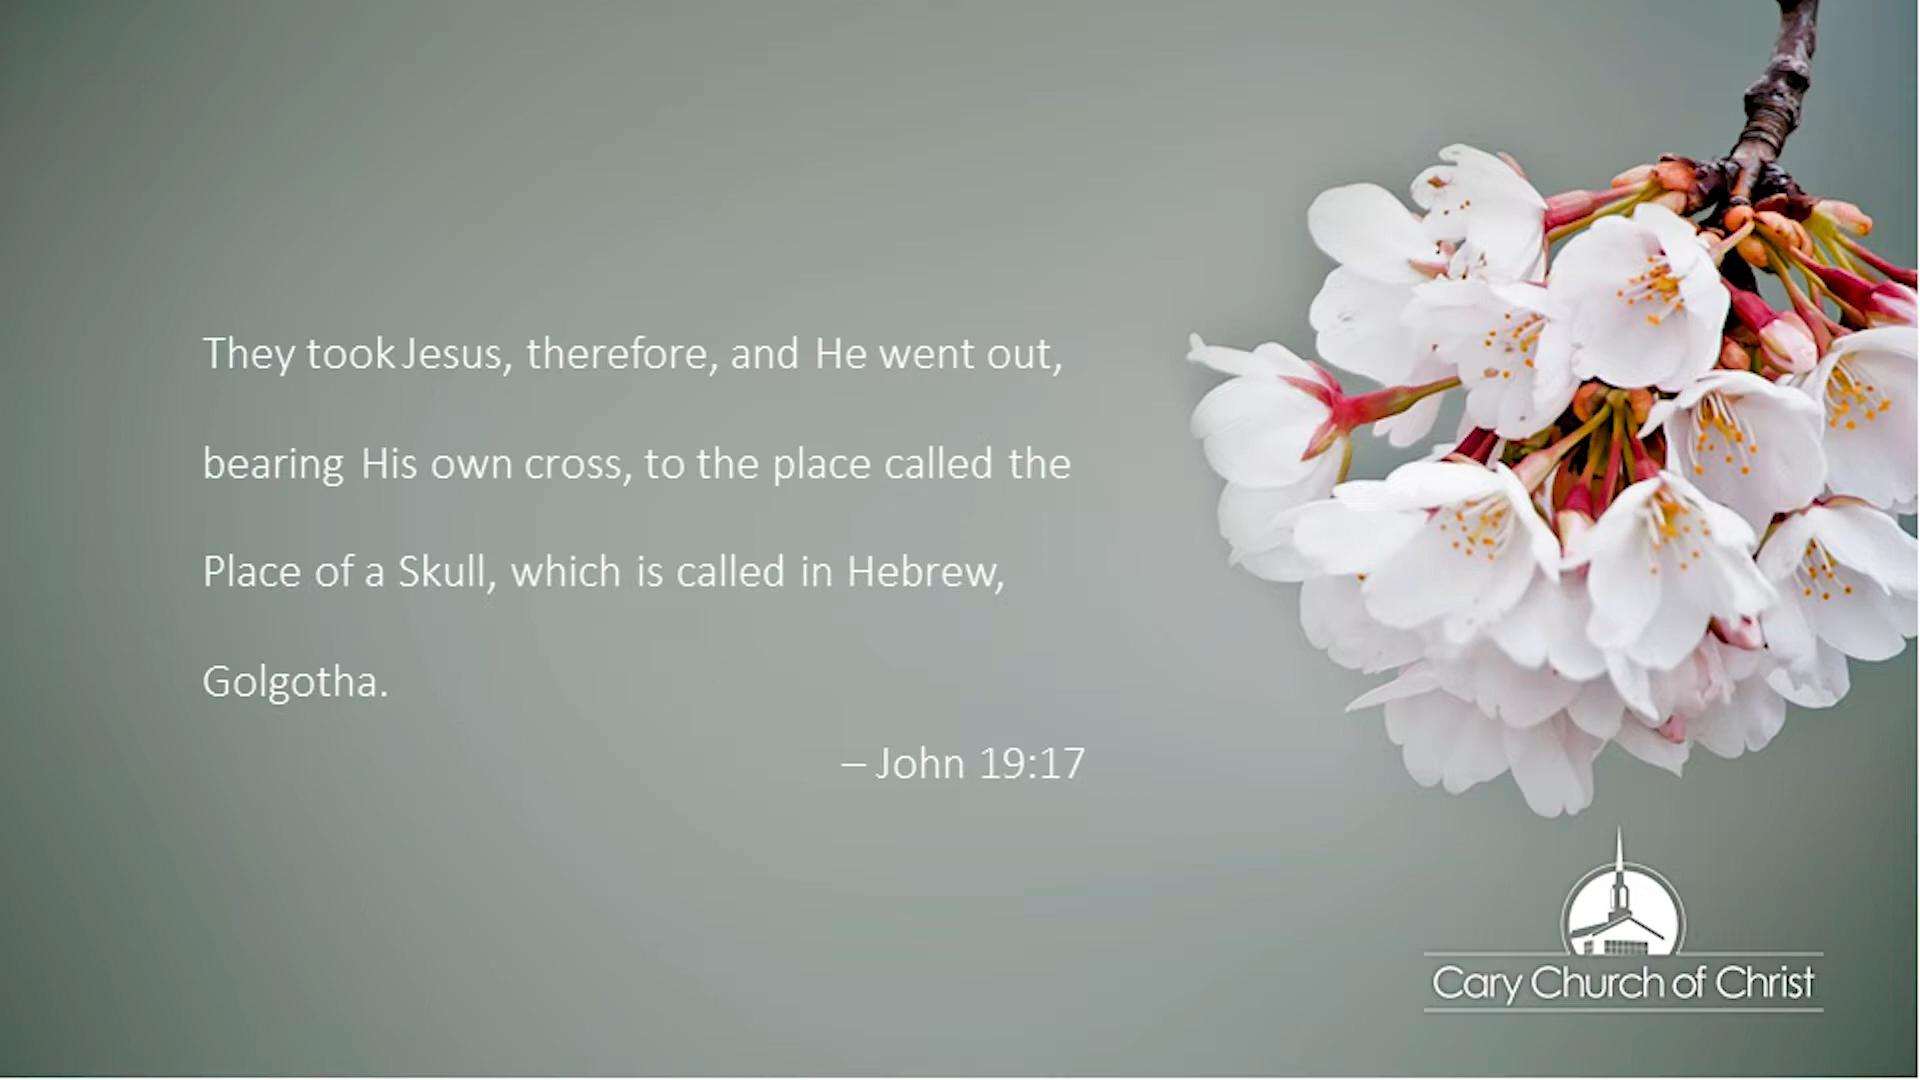 They took Jesus, therefore, and He went out,
bearing His own cross, to the place called the
Place of a Skull, which is called in Hebrew,
Golgotha.
– John 19:17
Cary Church of Christ